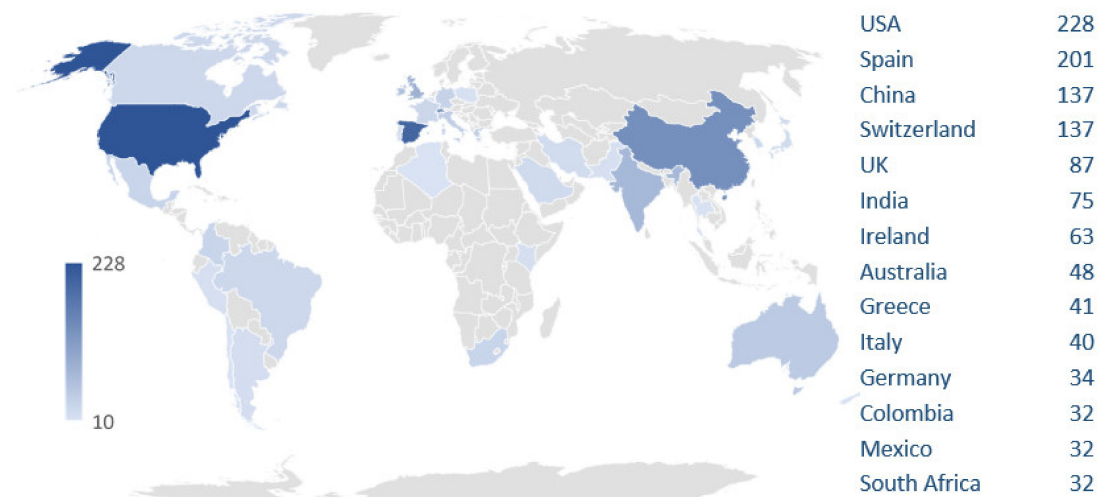 USA 228
Spain 201
China 137
Switzerland 137
UK 87
India 75
Ireland 63
Australia 48
Greece 41
Italy 40
Germany 34
Colombia 32
Mexico 32
South Africa 32
228
10